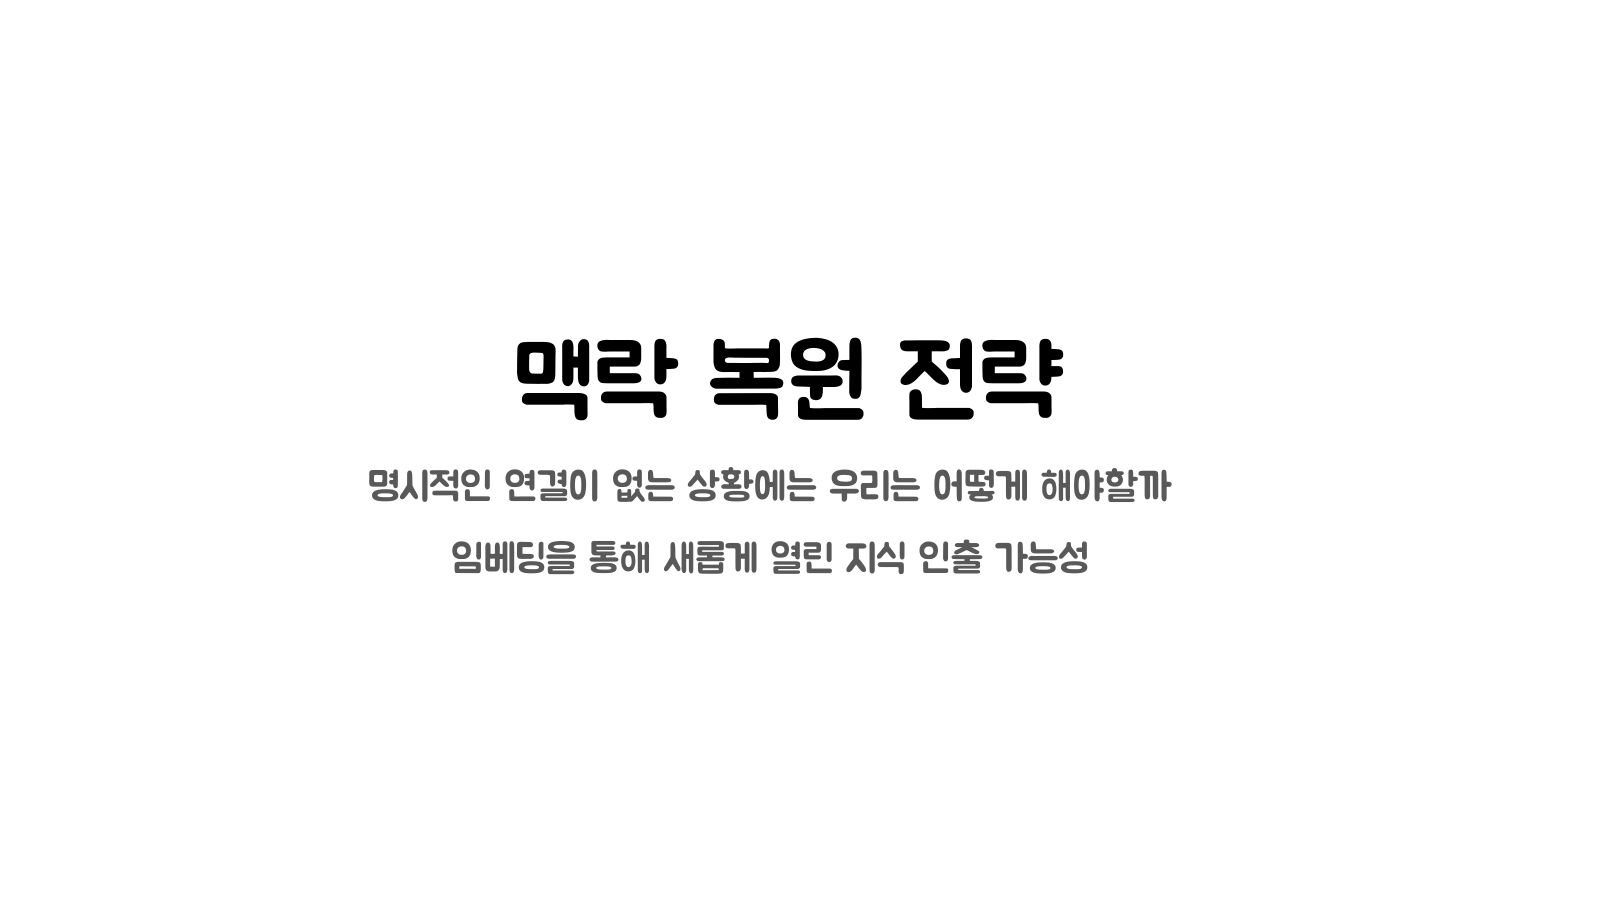 맥락 복원 전략
명시적인 연결이 없는 상황에는 우리는 어떻게 해야할까
임베딩을 통해 새롭게 열린 지식 인출 가능성